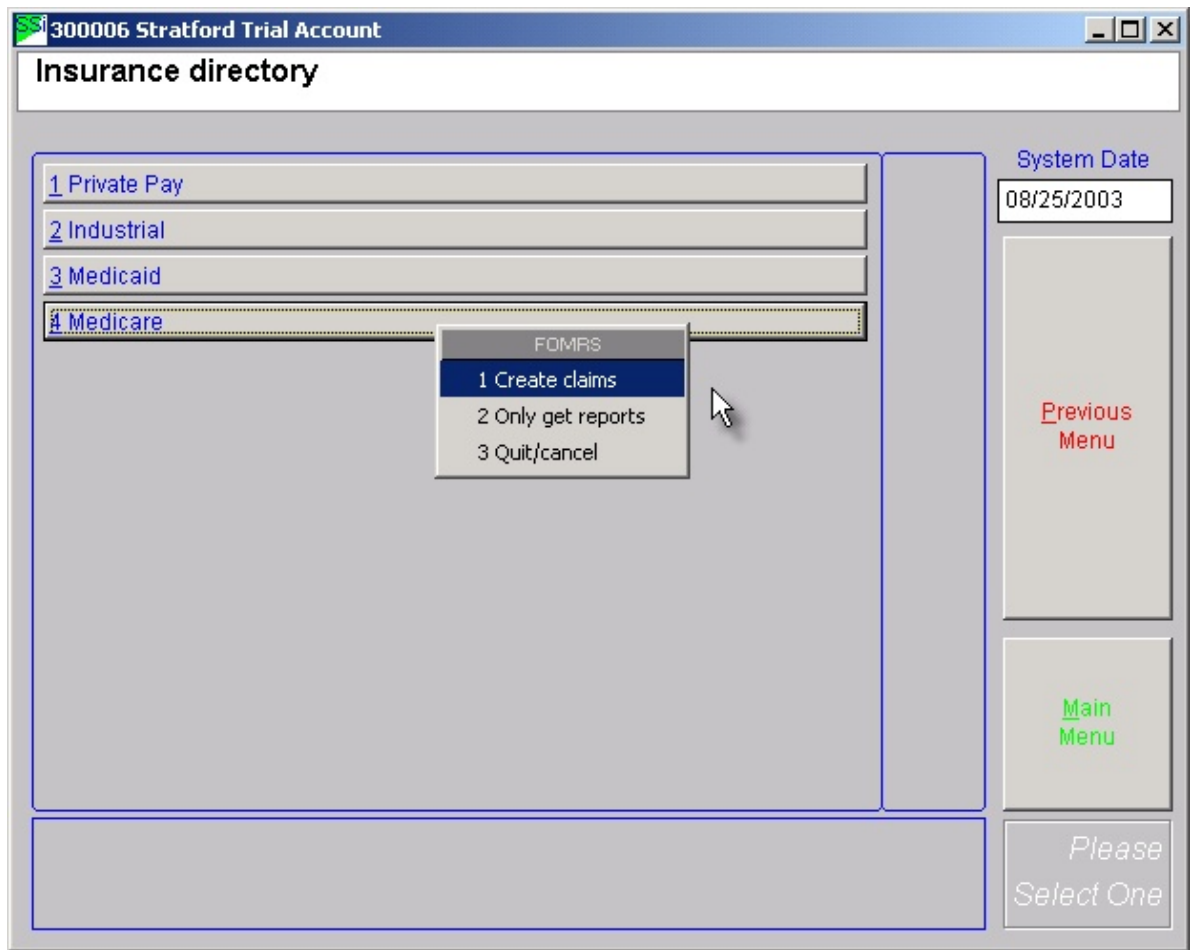 SSI 300006 Stratford Trial Account
Insurance directory
1 Private Pay
2 Industrial
3 Medicaid
4 Medicare
FOMRS
1 Create claims
2 Only get reports
3 Quit/cancel
System Date
08/25/2003
Previous
Menu
Main
Menu
Please
Select One